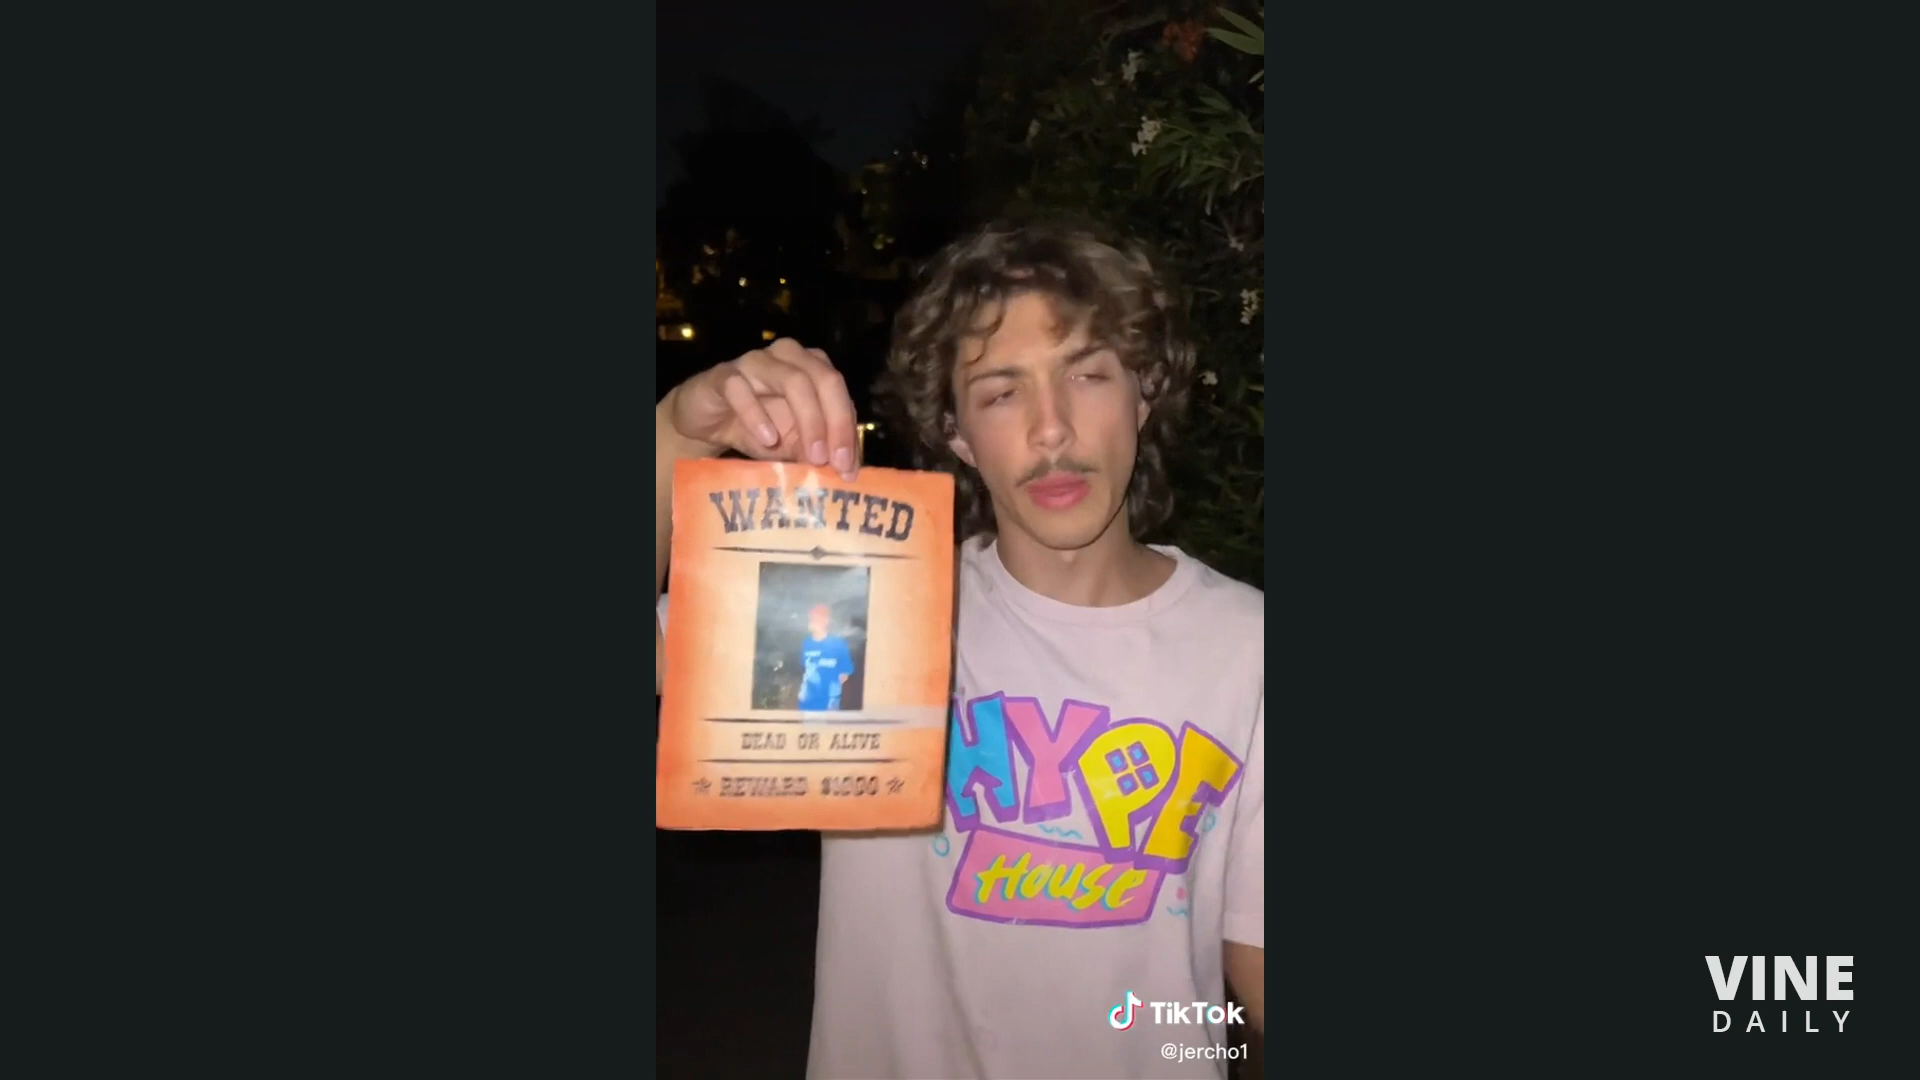 WANTED
DEAD OR ALIVE
REWARD $1000
HYPE
House
TikTok
@jercho1
VINE
DAILY